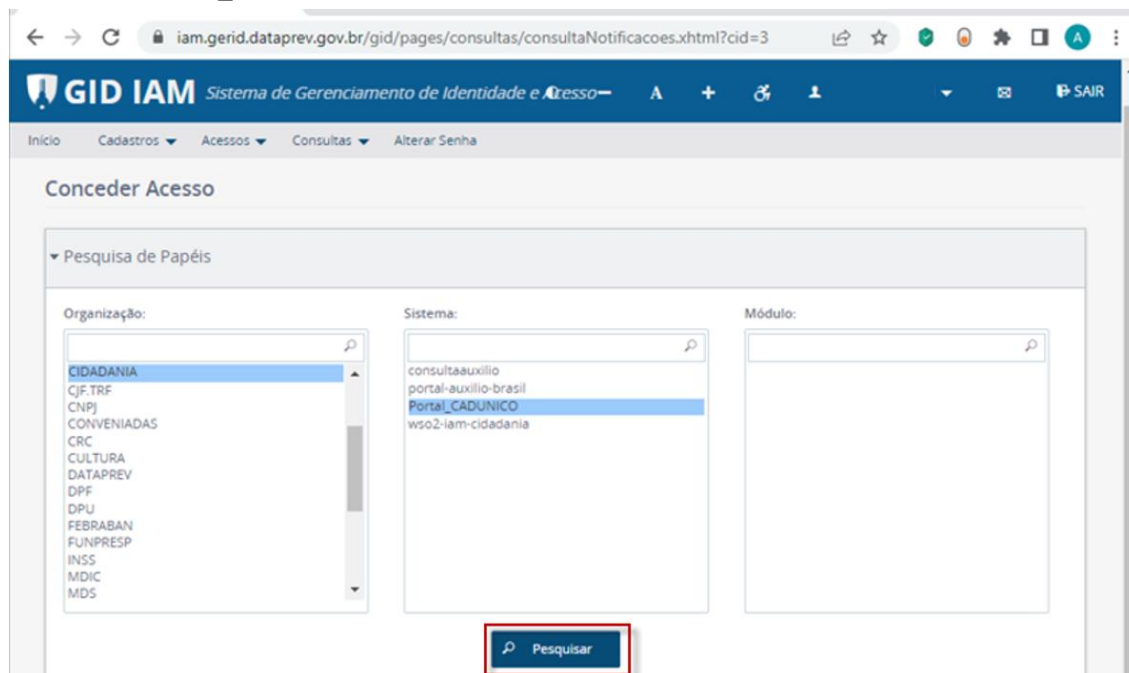 iam.gerid.dataprev.gov.br/gid/pages/consultas/consultaNotificacoes.xhtml?cid=3
A
GID IAM Sistema de Gerenciamento de Identidade e Acesso
A
SAIR
Início Cadastros Acessos Consultas Alterar Senha
Conceder Acesso
Pesquisa de Papéis
Organização:
CIDADANIA
CJF.TRF
CNPJ
CONVENIADAS
CRC
CULTURA
DATAPREV
DPF
DPU
FEBRABAN
FUNPRESP
INSS
MDIC
MDS
Sistema:
consultaauxilio
portal-auxilio-brasil
Portal_CADUNICO
wso2-iam-cidadania
Módulo:
Pesquisar